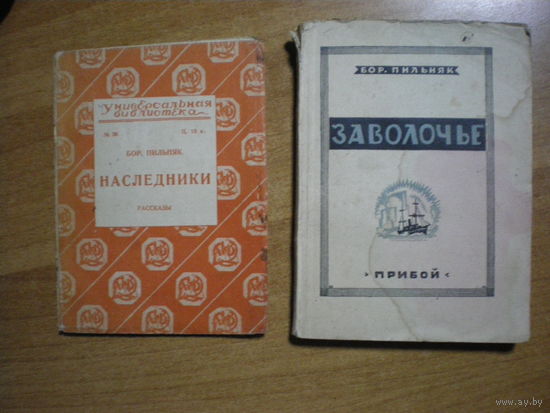 Универсальная
библиотека
БОР. ПИЛЬНЯК
НАСЛЕДНИКИ
РАССКАЗЫ
БОР. ПИЛЬНЯК
ЗАВОЛОЧЬЕ
ПРИБОЙ
www.ay.by